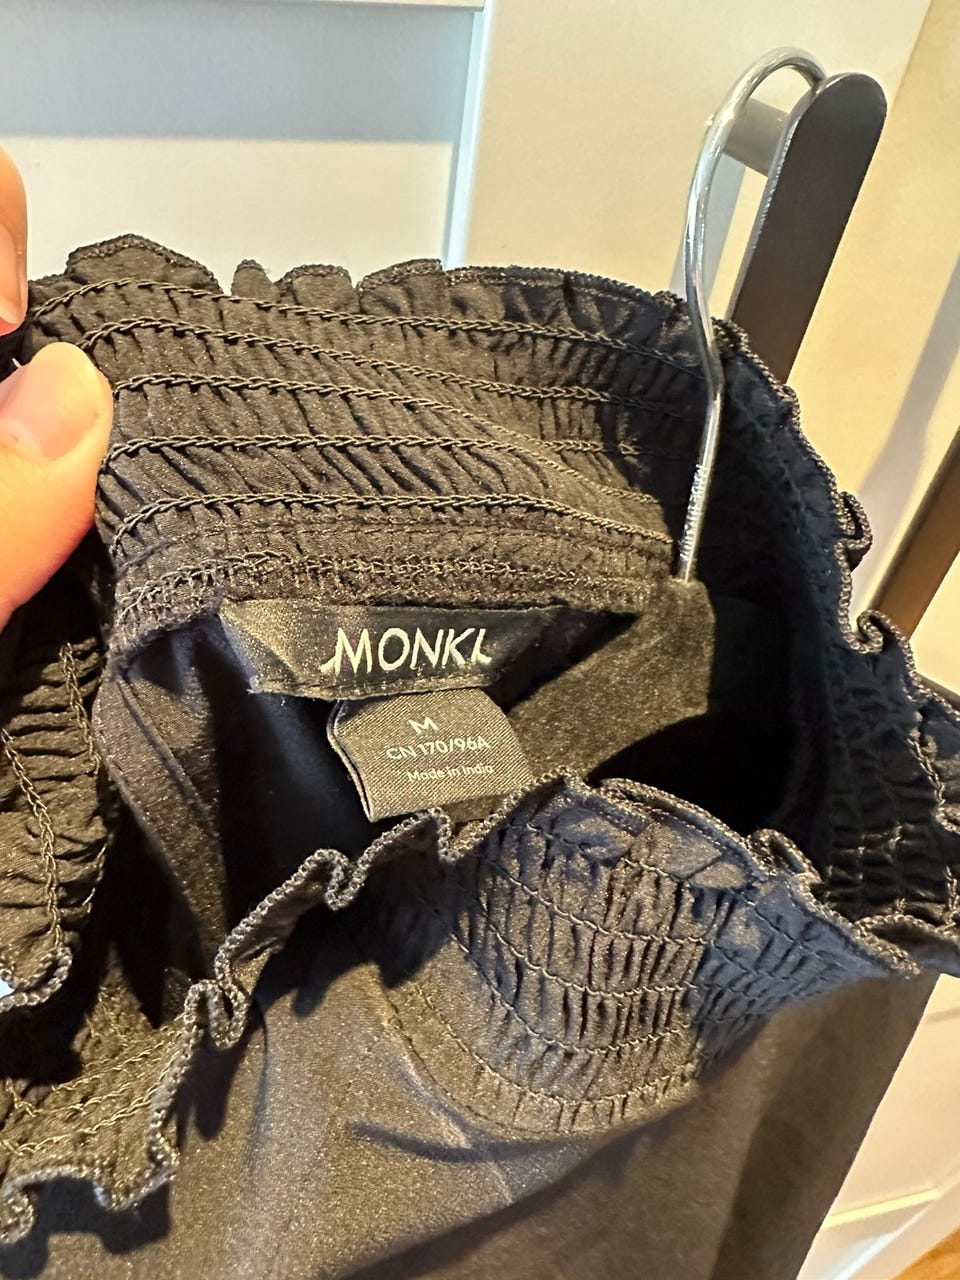 MONKI
M
CN 170/96A
Made in India